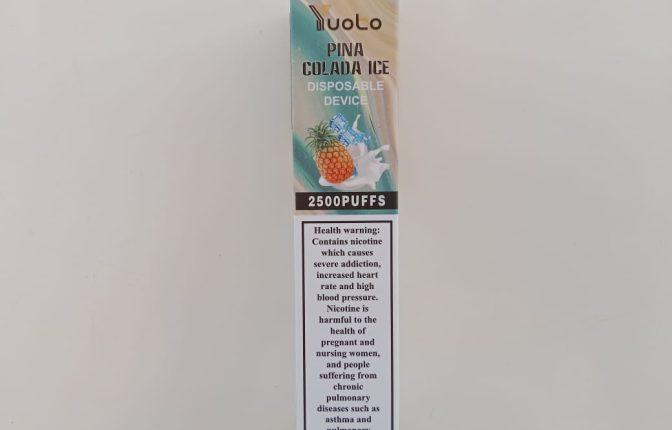 YuoLo
PINA
COLADA ICE
DISPOSABLE
DEVICE
2500PUFFS
Health warning:
Contains nicotine
which causes
severe addiction,
increased heart
rate and high
blood pressure.
Nicotine is
harmful to the
health of
pregnant and
nursing women,
and people
suffering from
chronic
pulmonary
diseases such as
asthma and